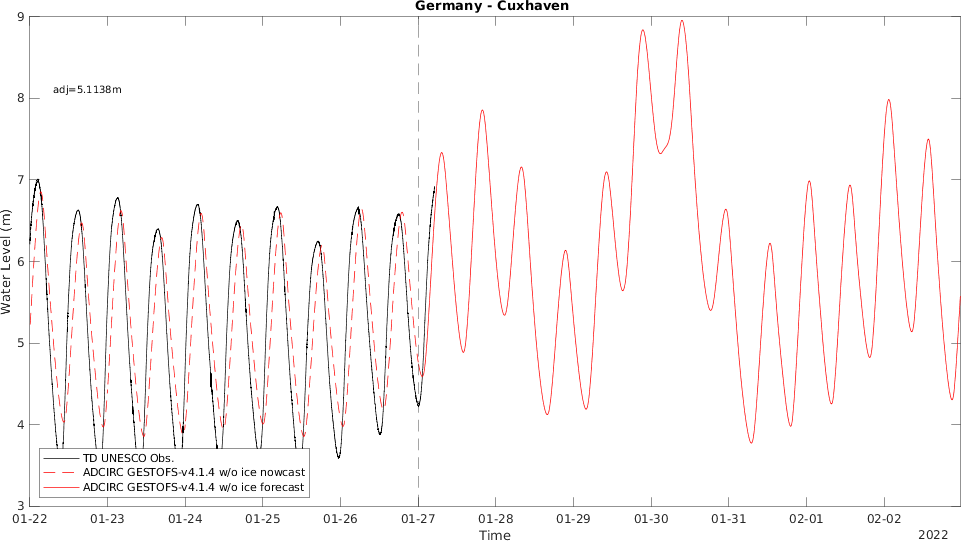 Germany - Cuxhaven
9
8
7
6
5
4
3
Water Level (m)
adj=5.1138m
TD UNESCO Obs.
ADCIRC GESTOFS-v4.1.4 w/o ice nowcast
ADCIRC GESTOFS-v4.1.4 w/o ice forecast
01-22 01-23 01-24 01-25 01-26 01-27 01-28 01-29 01-30 01-31 02-01 02-02
Time
2022